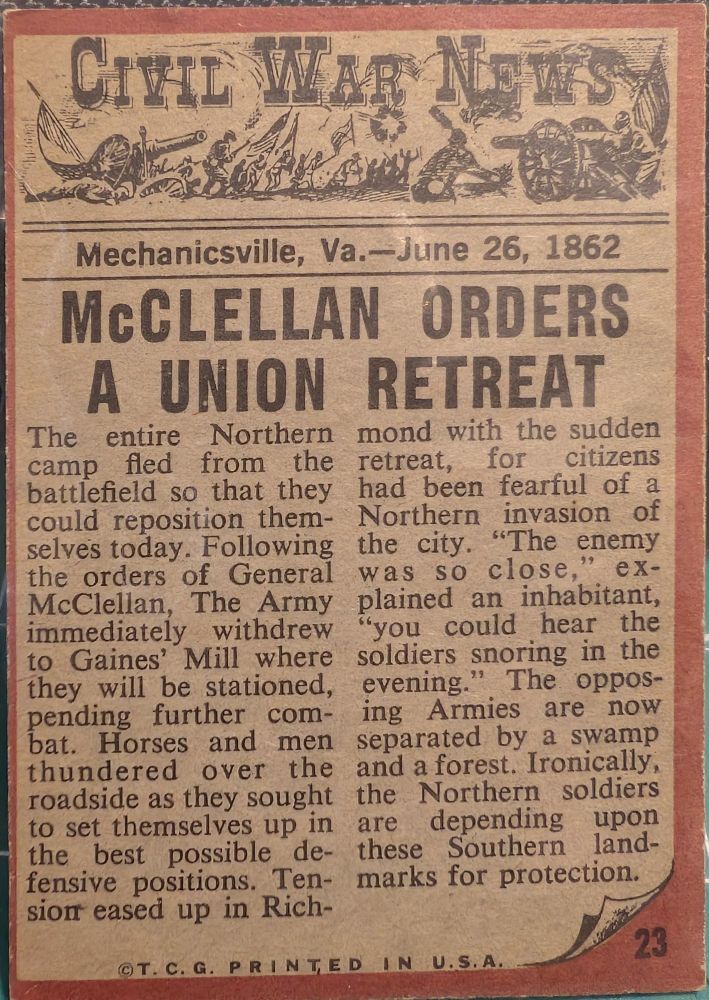 CIVIL WAR NEWS
Mechanicsville, Va.—June 26, 1862
McCLELLAN ORDERS
A UNION RETREAT
The entire Northern
camp fled from the
battlefield so that they
could reposition them-
selves today. Following
the orders of General
McClellan, The Army
immediately withdrew
to Gaines' Mill where
they will be stationed,
pending further com-
bat. Horses and men
thundered over the
roadside as they sought
to set themselves up in
the best possible de-
fensive positions. Ten-
sion eased up in Rich-
mond with the sudden
retreat, for citizens
had been fearful of a
Northern invasion of
the city. "The enemy
was so close," ex-
plained an inhabitant,
"you could hear the
soldiers snoring in the
evening." The oppos-
ing Armies are now
separated by a swamp
and a forest. Ironically,
the Northern soldiers
are depending upon
these Southern land-
marks for protection.
23
©T.C.G. PRINTED IN U.S.A.